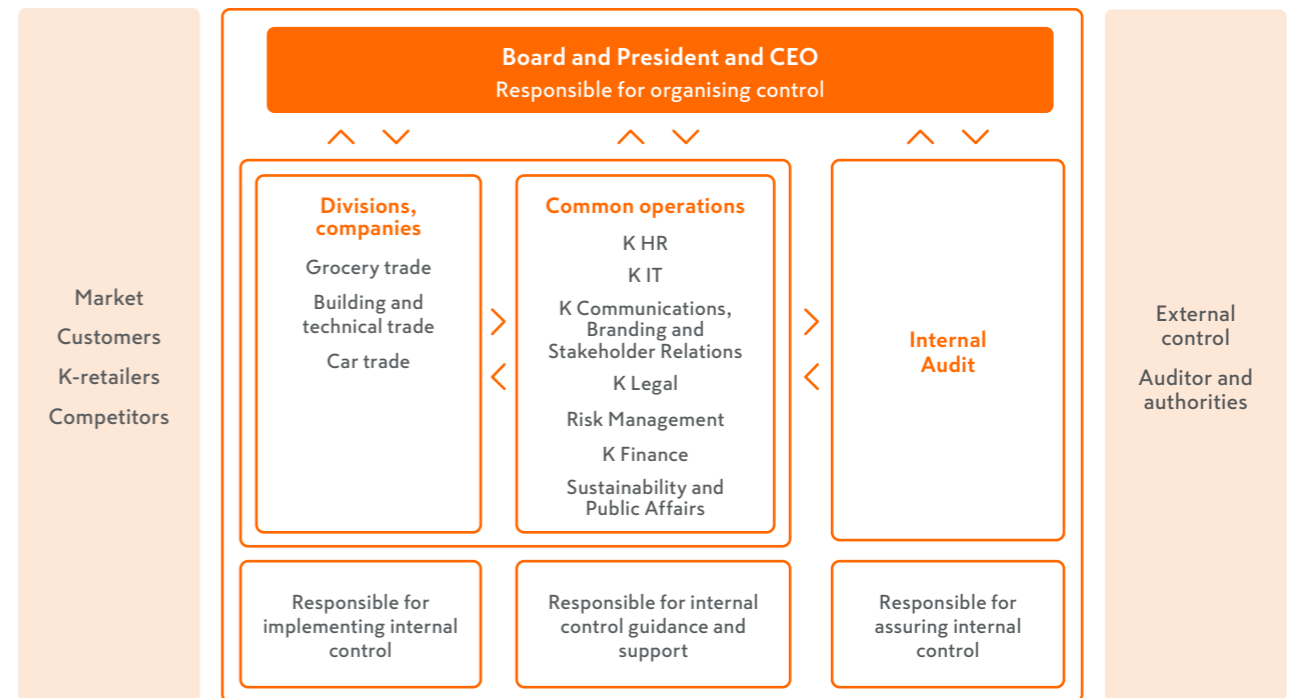 Market
Customers
K-retailers
Competitors
Board and President and CEO
Responsible for organising control
Divisions,
companies
Grocery trade
Building and
technical trade
Car trade
Common operations
K HR
K IT
K Communications,
Branding and
Stakeholder Relations
K Legal
Risk Management
K Finance
Sustainability and
Public Affairs
Internal
Audit
Responsible for
implementing internal
control
Responsible for internal
control guidance and
support
Responsible for
assuring internal
control
External
control
Auditor and
authorities